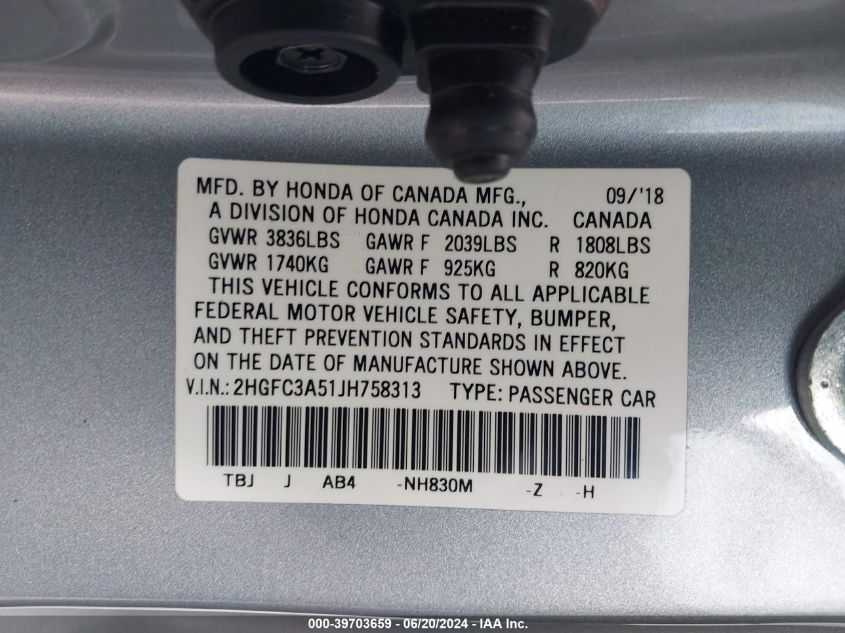 MFD. BY HONDA OF CANADA MFG., 09/'18
A DIVISION OF HONDA CANADA INC. CANADA
GVWR 3836LBS GAWR F 2039LBS R 1808LBS
GVWR 1740KG GAWR F 925KG R 820KG
THIS VEHICLE CONFORMS TO ALL APPLICABLE
FEDERAL MOTOR VEHICLE SAFETY, BUMPER,
AND THEFT PREVENTION STANDARDS IN EFFECT
ON THE DATE OF MANUFACTURE SHOWN ABOVE.
V.I.N.: 2HGFC3A51JH758313 TYPE: PASSENGER CAR
TBJ J AB4 -NH830M -Z -H
000-39703659 - 06/20/2024 - IAA Inc.